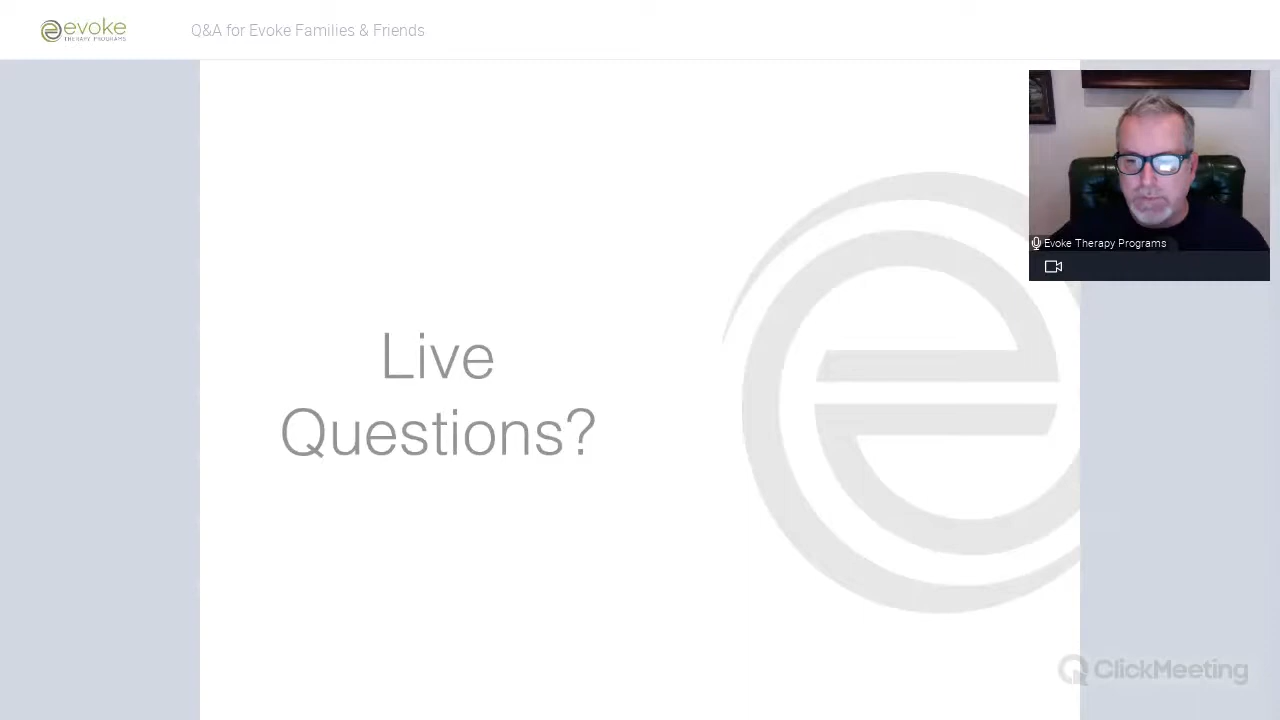 evoke
THERAPY PROGRAMS
Q&A for Evoke Families & Friends
Evoke Therapy Programs
Live
Questions?
ClickMeeting